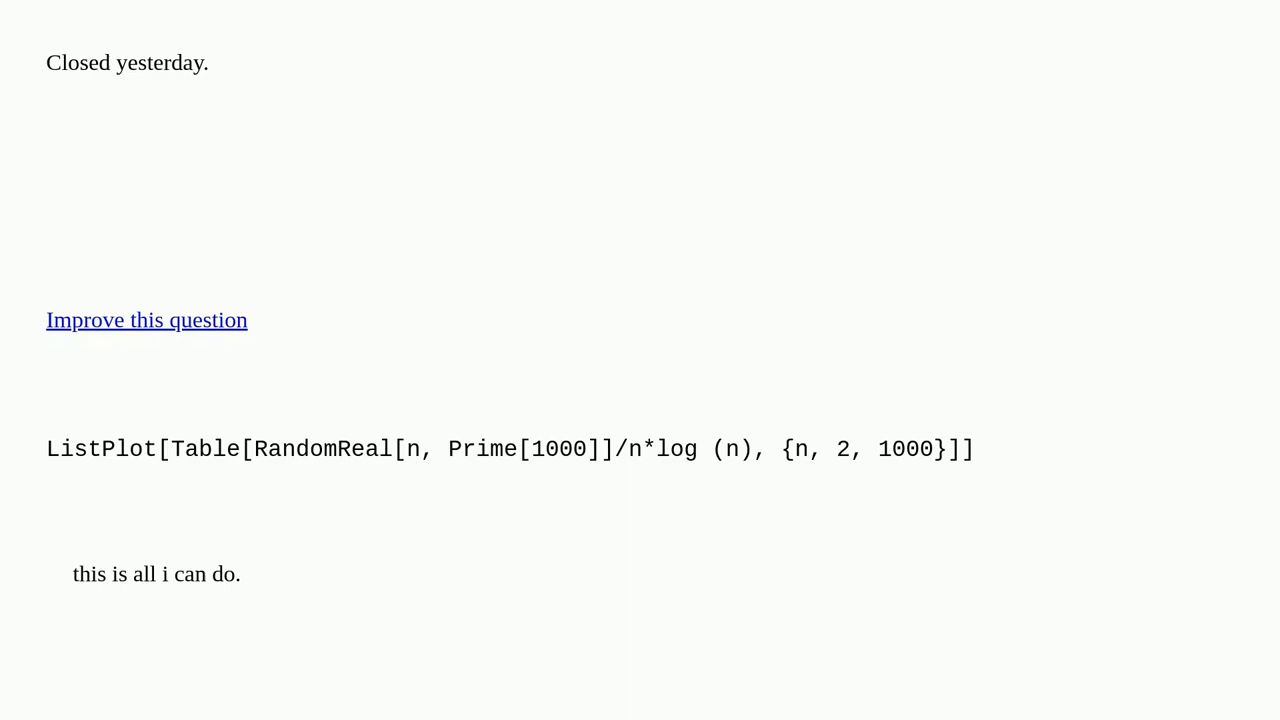 Closed yesterday.
Improve this question
ListPlot[Table[RandomReal[n, Prime[1000]]/n*log (n), {n, 2, 1000}]]
this is all i can do.